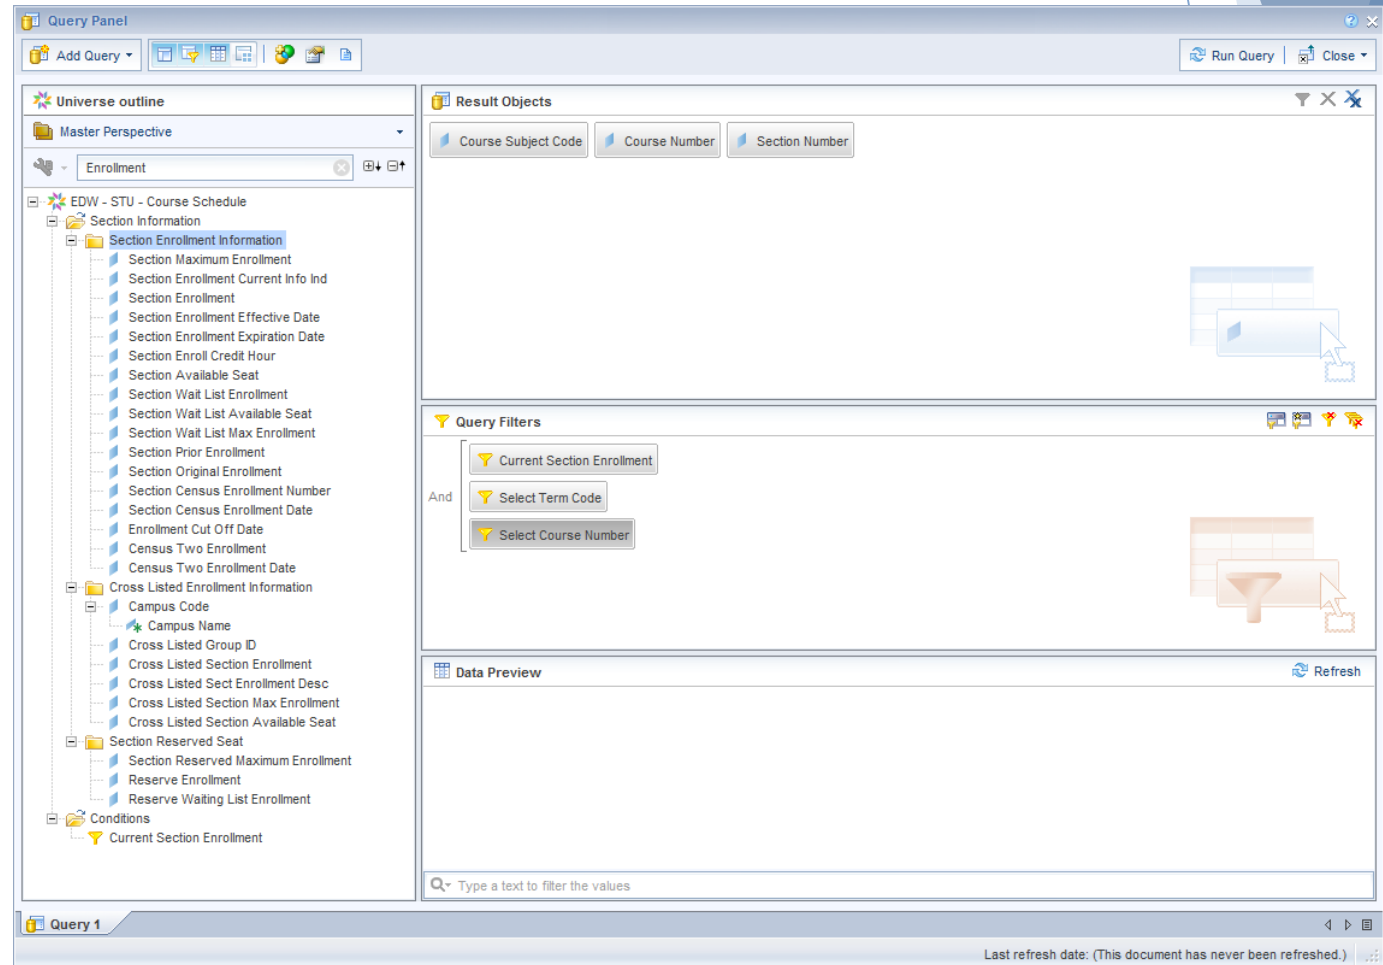 Query Panel
Add Query
Run Query
Close
Universe outline
Master Perspective
Enrollment
EDW - STU - Course Schedule
Section Information
Section Enrollment Information
Section Maximum Enrollment
Section Enrollment Current Info Ind
Section Enrollment
Section Enrollment Effective Date
Section Enrollment Expiration Date
Section Enroll Credit Hour
Section Available Seat
Section Wait List Enrollment
Section Wait List Available Seat
Section Wait List Max Enrollment
Section Prior Enrollment
Section Original Enrollment
Section Census Enrollment Number
Section Census Enrollment Date
Enrollment Cut Off Date
Census Two Enrollment
Census Two Enrollment Date
Cross Listed Enrollment Information
Campus Code
Campus Name
Cross Listed Group ID
Cross Listed Section Enrollment
Cross Listed Sect Enrollment Desc
Cross Listed Section Max Enrollment
Cross Listed Section Available Seat
Section Reserved Seat
Section Reserved Maximum Enrollment
Reserve Enrollment
Reserve Waiting List Enrollment
Conditions
Current Section Enrollment
Result Objects
Course Subject Code
Course Number
Section Number
Query Filters
And
Current Section Enrollment
Select Term Code
Select Course Number
Data Preview
Refresh
Type a text to filter the values
Query 1
Last refresh date: (This document has never been refreshed.)